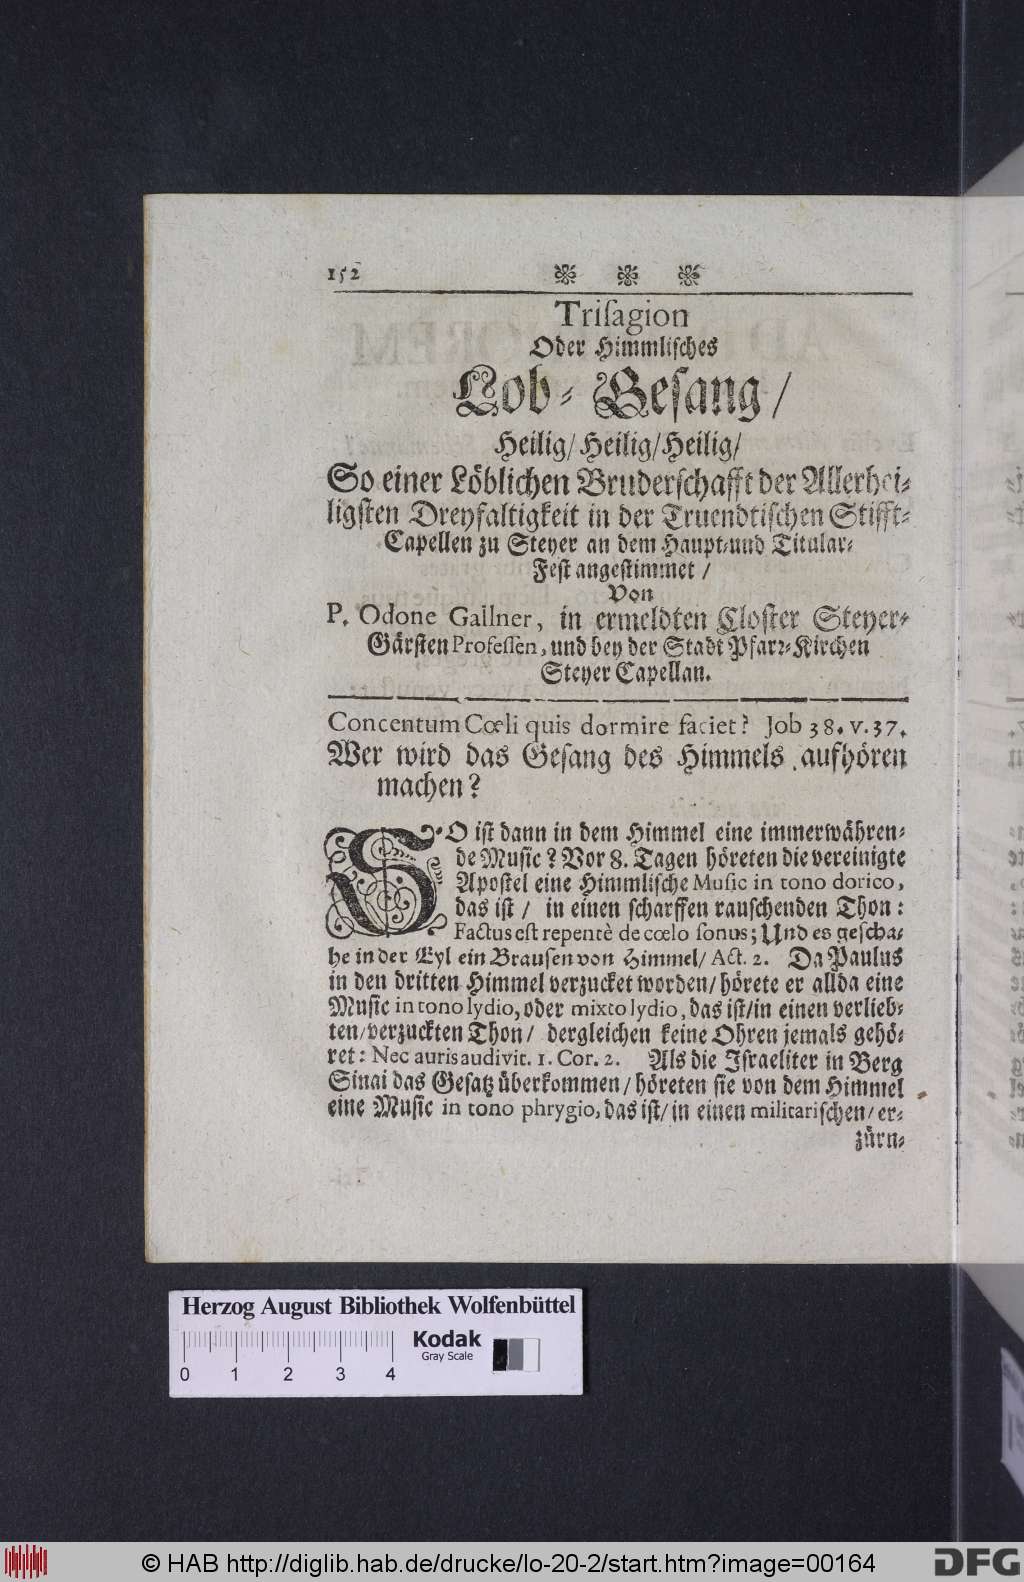 152
Triſagion
Oder Himmliſches
Lob- Geſang /
Heilig / Heilig / Heilig /
So einer Löblichen Bruderſchafft der Allerhei-
ligſten Dreyfaltigkeit in der Truendtiſchen Stifft-
Capellen zu Steyer an dem Haupt- und Titular-
Feſt angeſtimmet /
Von
P. Odone Gallner, in ermeldten Cloſter Steyer-
Gärſten Profeſſen, und bey der Stadt Pfarr-Kirchen
Steyer Capellan.
Concentum Cœli quis dormire faciet? Job 38. v. 37.
Wer wird das Geſang des Himmels aufhören
machen?
SO iſt dann in dem Himmel eine immerwähren-
de Muſic? Vor 8. Tagen höreten die vereinigte
Apoſtel eine Himmliſche Muſic in tono dorico,
das iſt / in einen ſcharffen rauſchenden Thon:
Factus eſt repentè de cœlo ſonus; Und es geſcha-
he in der Eyl ein Brauſen von Himmel / Act. 2. Da Paulus
in den dritten Himmel verzucket worden / hörete er allda eine
Muſic in tono lydio, oder mixto lydio, das iſt / in einen verlieb-
ten / verzuckten Thon / dergleichen keine Ohren jemals gehö-
ret: Nec auris audivit. 1. Cor. 2. Als die Iſraeliter in Berg
Sinai das Geſatz überkommen / höreten ſie von dem Himmel
eine Muſic in tono phrygio, das iſt / in einen militariſchen / er-
zürn-
Herzog August Bibliothek Wolfenbüttel
Kodak
Gray Scale
0 1 2 3 4
© HAB http://diglib.hab.de/drucke/lo-20-2/start.htm?image=00164
DFG